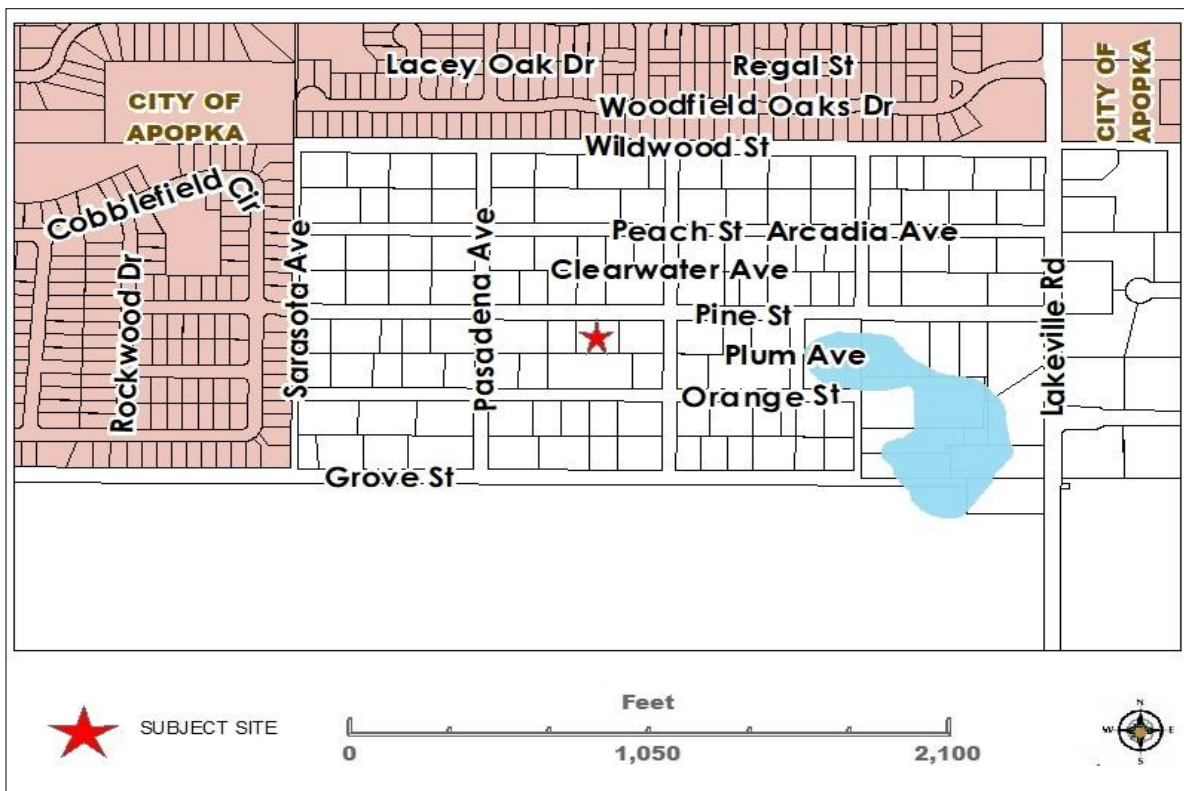 Lacey Oak Dr
Regal St
CITY OF
APOPKA
CITY OF
APOPKA
Woodfield Oaks Dr
Wildwood St
Cobblefield Cir
Peach St
Arcadia Ave
Clearwater Ave
Sarasota Ave
Pasadena Ave
Rockwood Dr
Pine St
Plum Ave
Orange St
Lakeville Rd
Grove St
SUBJECT SITE
Feet
0
1,050
2,100
N
W
E
S